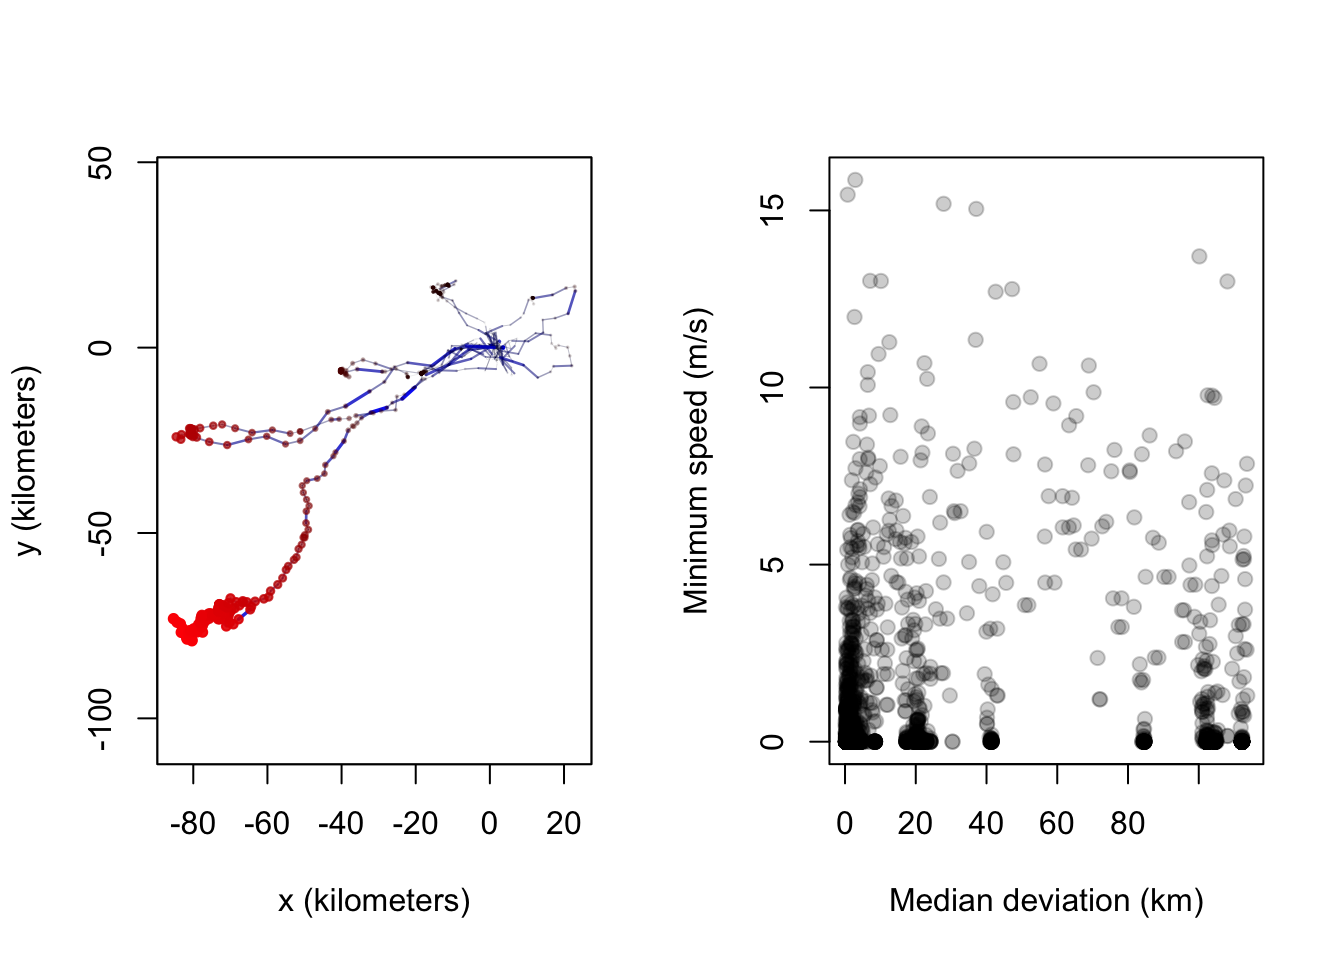 50
0
-50
-100
y (kilometers)
-80 -60 -40 -20 0 20
x (kilometers)
15
10
5
0
Minimum speed (m/s)
0 20 40 60 80
Median deviation (km)